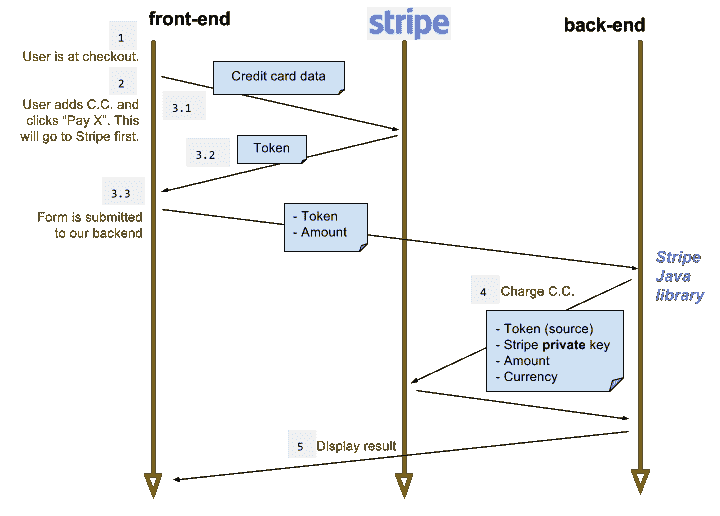 front-end
stripe
back-end
1
User is at checkout.
2
User adds C.C. and
clicks “Pay X”. This
will go to Stripe first.
Credit card data
3.1
3.2
Token
3.3
Form is submitted
to our backend
- Token
- Amount
Stripe
Java
library
4 Charge C.C.
- Token (source)
- Stripe private key
- Amount
- Currency
5 Display result